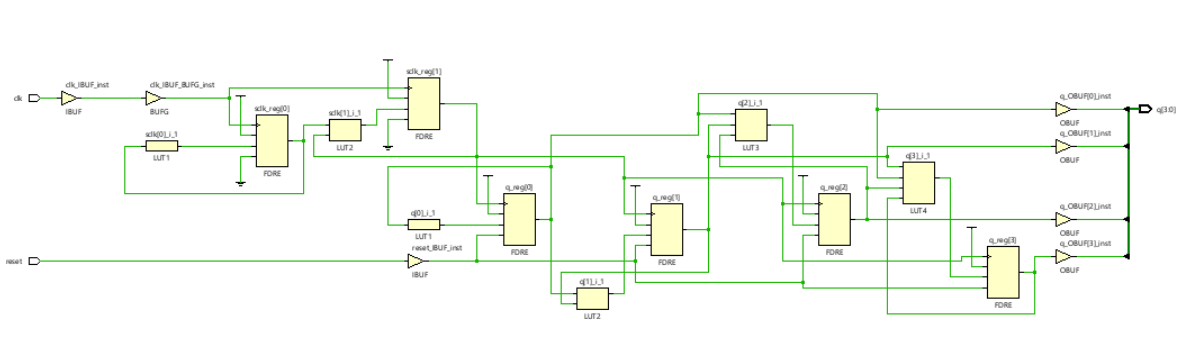 clk
clk_IBUF_inst
IBUF
clk_IBUF_BUFG_inst
BUFG
sclk[0]_i_1
LUT1
sclk_reg[0]
FDRE
sclk[1]_i_1
LUT2
sclk_reg[1]
FDRE
reset
q[0]_i_1
LUT1
reset_IBUF_inst
IBUF
q_reg[0]
FDRE
q[1]_i_1
LUT2
q_reg[1]
FDRE
q[2]_i_1
LUT3
q_reg[2]
FDRE
q[3]_i_1
LUT4
q_reg[3]
FDRE
q_OBUF[0]_inst
OBUF
q_OBUF[1]_inst
OBUF
q_OBUF[2]_inst
OBUF
q_OBUF[3]_inst
OBUF
q[3:0]